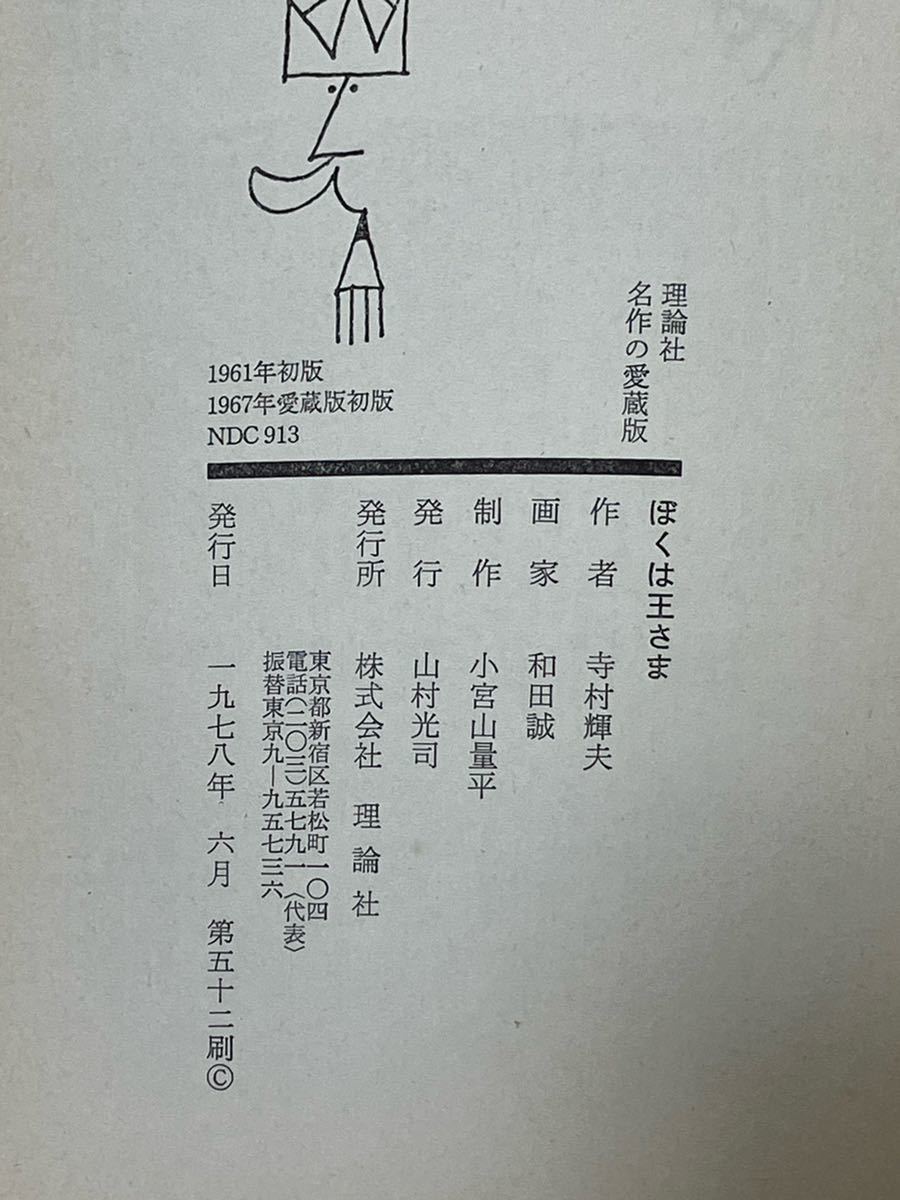 理論社
名作の愛蔵版
1961年初版
1967年愛蔵版初版
NDC 913
ぼくは王さま
作者 寺村輝夫
画家 和田誠
制作 小宮山量平
発行 山村光司
発行所 株式会社 理論社
東京都新宿区若松町一〇四
電話(二〇三)五七九一〈代表〉
振替東京九―九五七三六
発行日 一九七八年 六月 第五十二刷©